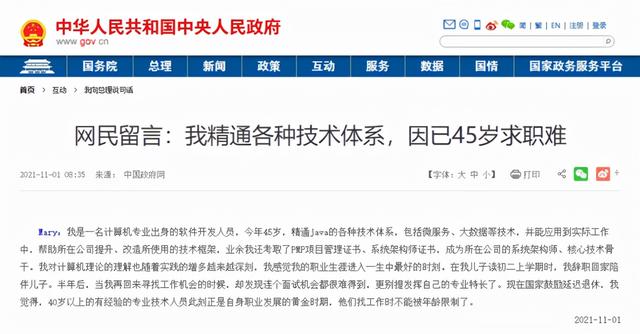 中华人民共和国中央人民政府
www.gov.cn
简 | 繁 | EN | 注册 | 登录
国务院 总理 新闻 政策 互动 服务 数据 国情 国家政务服务平台
首页 > 互动 > 我向总理说句话
网民留言：我精通各种技术体系，因已45岁求职难
2021-11-01 08:35 来源： 中国政府网 【字体：大 中 小】 打印
Mary：我是一名计算机专业出身的软件开发人员，今年45岁，精通Java的各种技术体系，包括微服务、大数据等技术，并能应用到实际工作
中，帮助所在公司提升、改造所使用的技术框架，业余我还考取了PMP项目管理证书、系统架构师证书，成为所在公司的系统架构师、核心技术骨
干，我对计算机理论的理解也随着实践的增多越来越深刻，我感觉我的职业生涯进入一生中最好的时刻，在我儿子读初二上学期时，我辞职回家陪
伴儿子。半年后，当我再回来寻找工作机会的时候，却发现连个面试机会都很难得到，更别提发挥自己的专业特长了。现在国家鼓励延迟退休，我
觉得，40岁以上的有经验的专业技术人员此刻正是自身职业发展的黄金时期，他们找工作时不能被年龄限制了。
2021-11-01